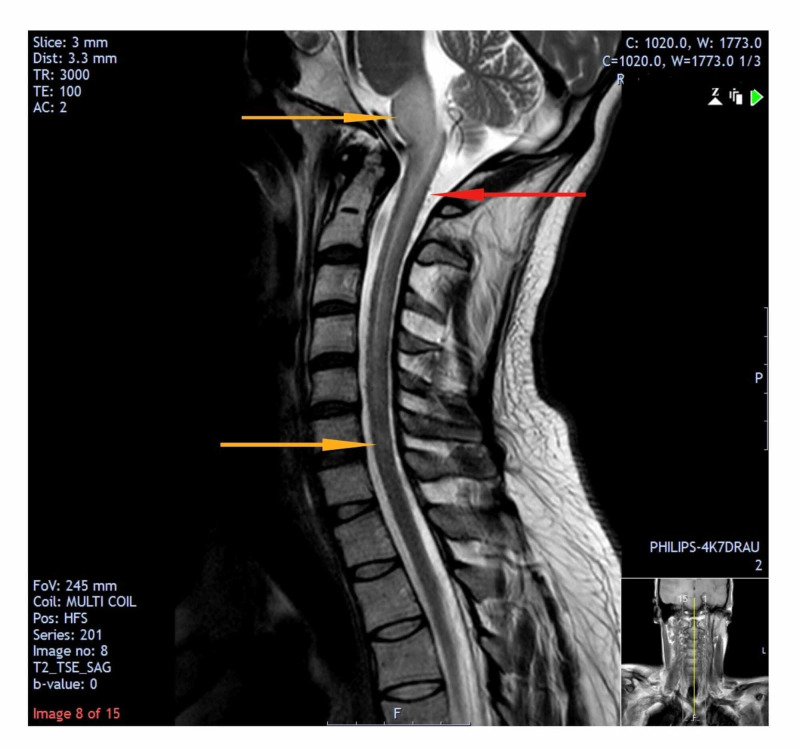 Slice: 3 mm
Dist: 3.3 mm
TR: 3000
TE: 100
AC: 2
C: 1020.0, W: 1773.0
C=1020.0, W=1773.0 1/3
R
Z
P
PHILIPS-4K7DRAU
2
FoV: 245 mm
Coil: MULTI COIL
Pos: HFS
Series: 201
Image no: 8
T2_TSE_SAG
b-value: 0
Image 8 of 15
F
15 1
L
F